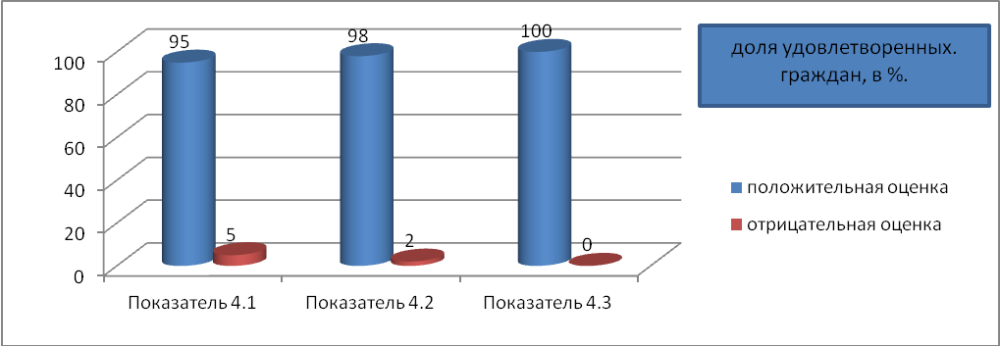 95
98
100
100
80
60
40
20
0
5
2
0
Показатель 4.1
Показатель 4.2
Показатель 4.3
доля удовлетворенных.
граждан, в %.
положительная оценка
отрицательная оценка